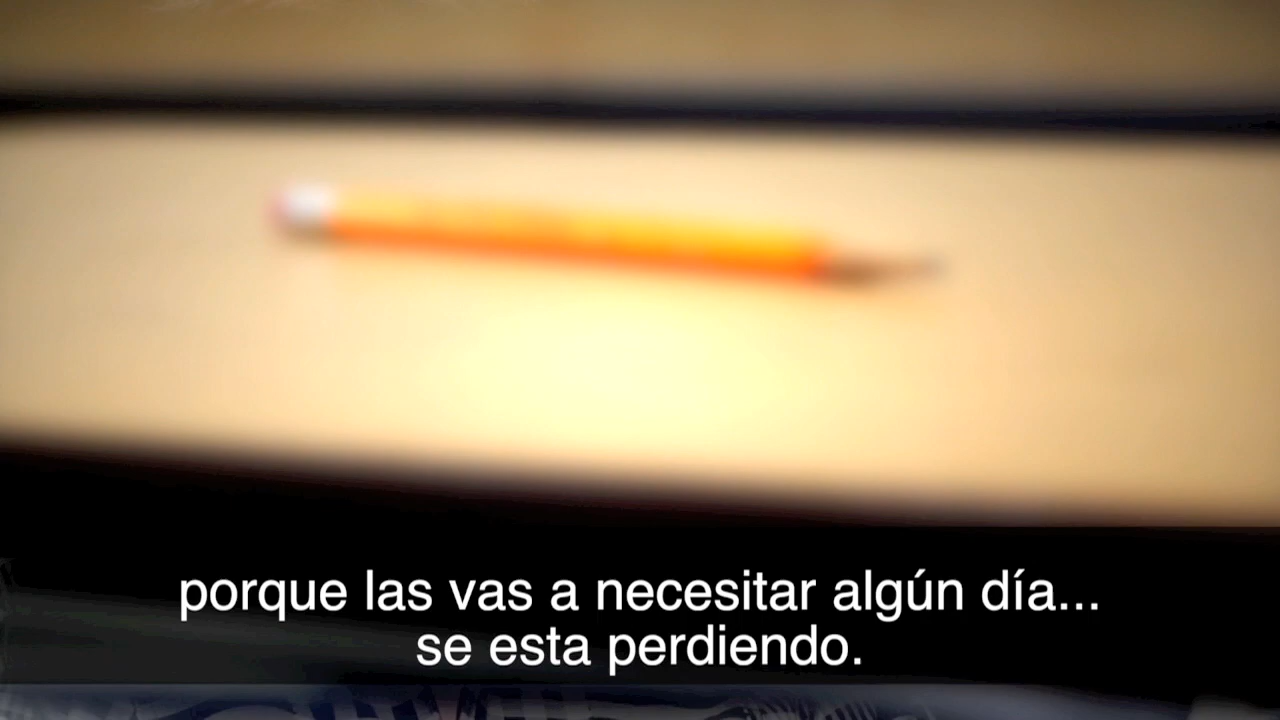 porque las vas a necesitar algún día...
se esta perdiendo.